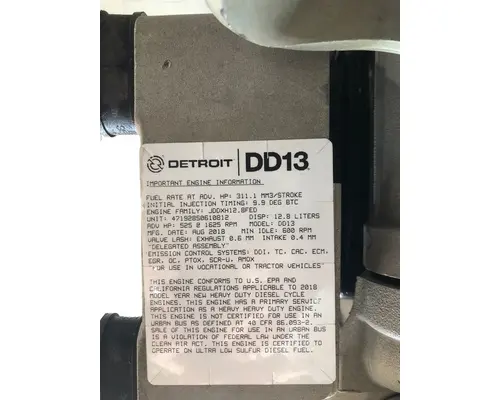 DETROIT DD13
IMPORTANT ENGINE INFORMATION
FUEL RATE AT ADV. HP: 311.1 MM3/STROKE
INITIAL INJECTION TIMING: 9.9 DEG BTC
ENGINE FAMILY: JDDXH12.8FED
UNIT: 471928S0610812 DISP: 12.8 LITERS
ADV HP: 525 @ 1625 RPM MODEL: DD13
MFG. DATE: AUG 2018 MIN IDLE: 600 RPM
VALVE LASH: EXHAUST 0.6 MM INTAKE 0.4 MM
"DELEGATED ASSEMBLY"
EMISSION CONTROL SYSTEMS: DDI, TC, CAC, ECM,
EGR, OC, PTOX, SCR-U, AMOX
"FOR USE IN VOCATIONAL OR TRACTOR VEHICLES"
THIS ENGINE CONFORMS TO U.S. EPA AND
CALIFORNIA REGULATIONS APPLICABLE TO 2018
MODEL YEAR NEW HEAVY DUTY DIESEL CYCLE
ENGINES. THIS ENGINE HAS A PRIMARY SERVICE
APPLICATION AS A HEAVY HEAVY DUTY ENGINE.
THIS ENGINE IS NOT CERTIFIED FOR USE IN AN
URBAN BUS AS DEFINED AT 40 CFR 86.093-2.
SALE OF THIS ENGINE FOR USE IN AN URBAN BUS
IS A VIOLATION OF FEDERAL LAW UNDER THE
CLEAN AIR ACT. THIS ENGINE IS CERTIFIED TO
OPERATE ON ULTRA LOW SULFUR DIESEL FUEL.